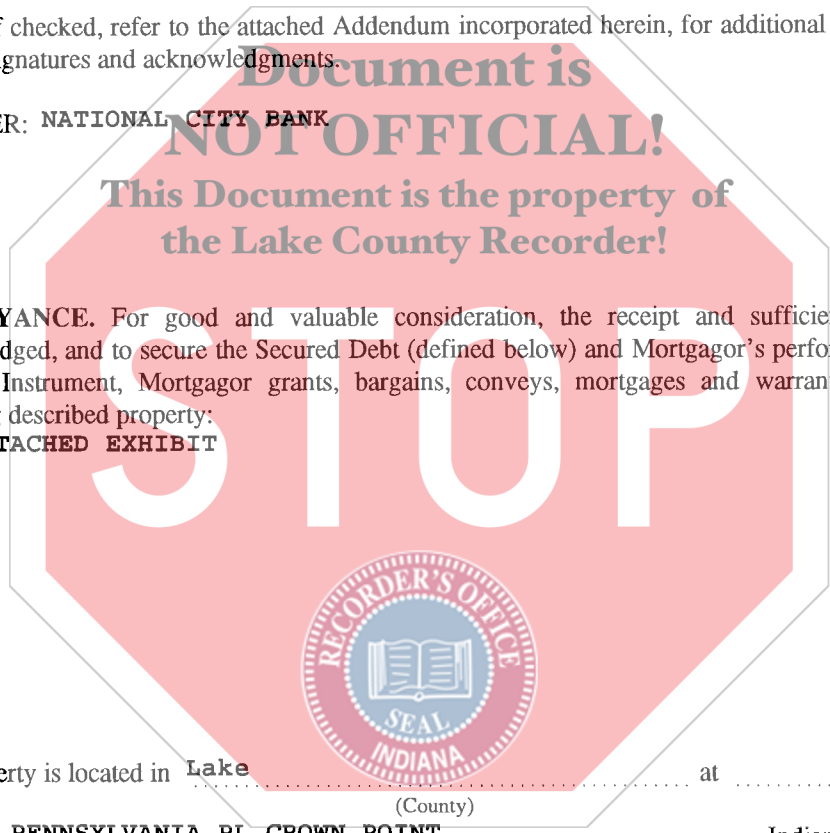 f checked, refer to the attached Addendum incorporated herein, for additional
gnatures and acknowledgments.
Document is
ER: NATIONAL CITY BANK
NOT OFFICIAL!
This Document is the property of
the Lake County Recorder!
YANCE. For good and valuable consideration, the receipt and sufficie
dged, and to secure the Secured Debt (defined below) and Mortgagor's perfo
Instrument, Mortgagor grants, bargains, conveys, mortgages and warran
described property:
TACHED EXHIBIT
STOP
RECORDER'S OFFICE
SEAL
INDIANA
erty is located in Lake at
(County)
PENNSYLVANIA PL CROWN POINT Indian